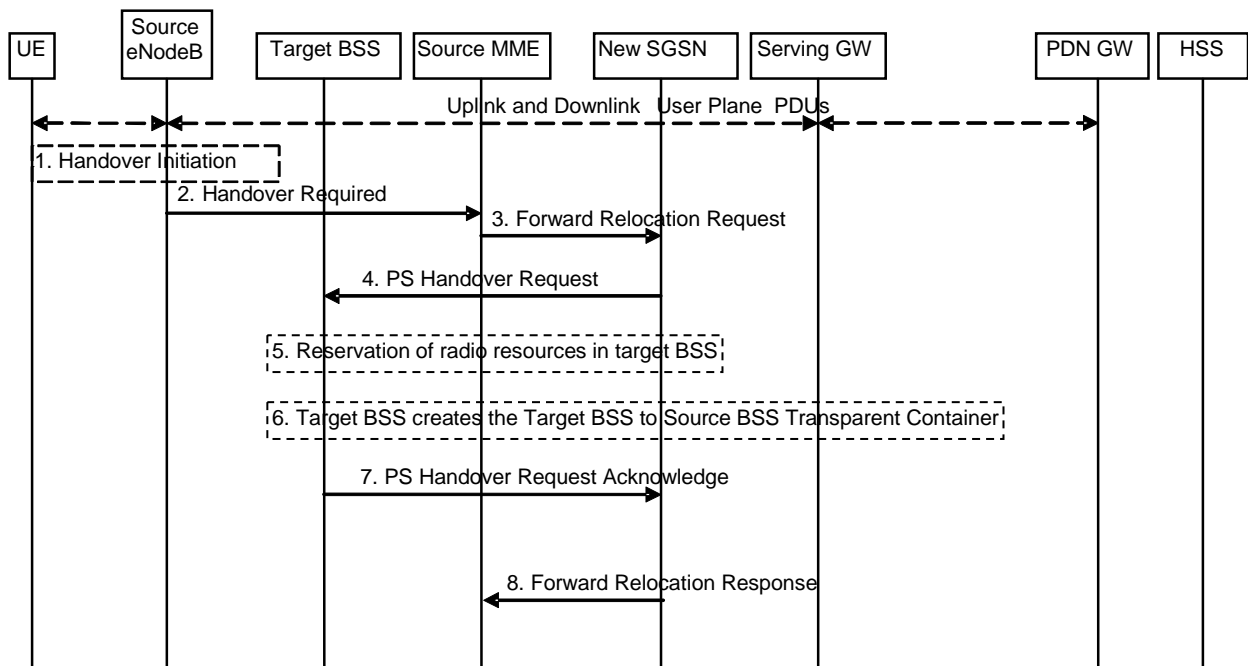 UE
Source
eNodeB
Target BSS
Source MME
New SGSN
Serving GW
PDN GW
HSS
Uplink and Downlink User Plane PDUs
1. Handover Initiation
2. Handover Required
3. Forward Relocation Request
4. PS Handover Request
5. Reservation of radio resources in target BSS
6. Target BSS creates the Target BSS to Source BSS Transparent Container
7. PS Handover Request Acknowledge
8. Forward Relocation Response